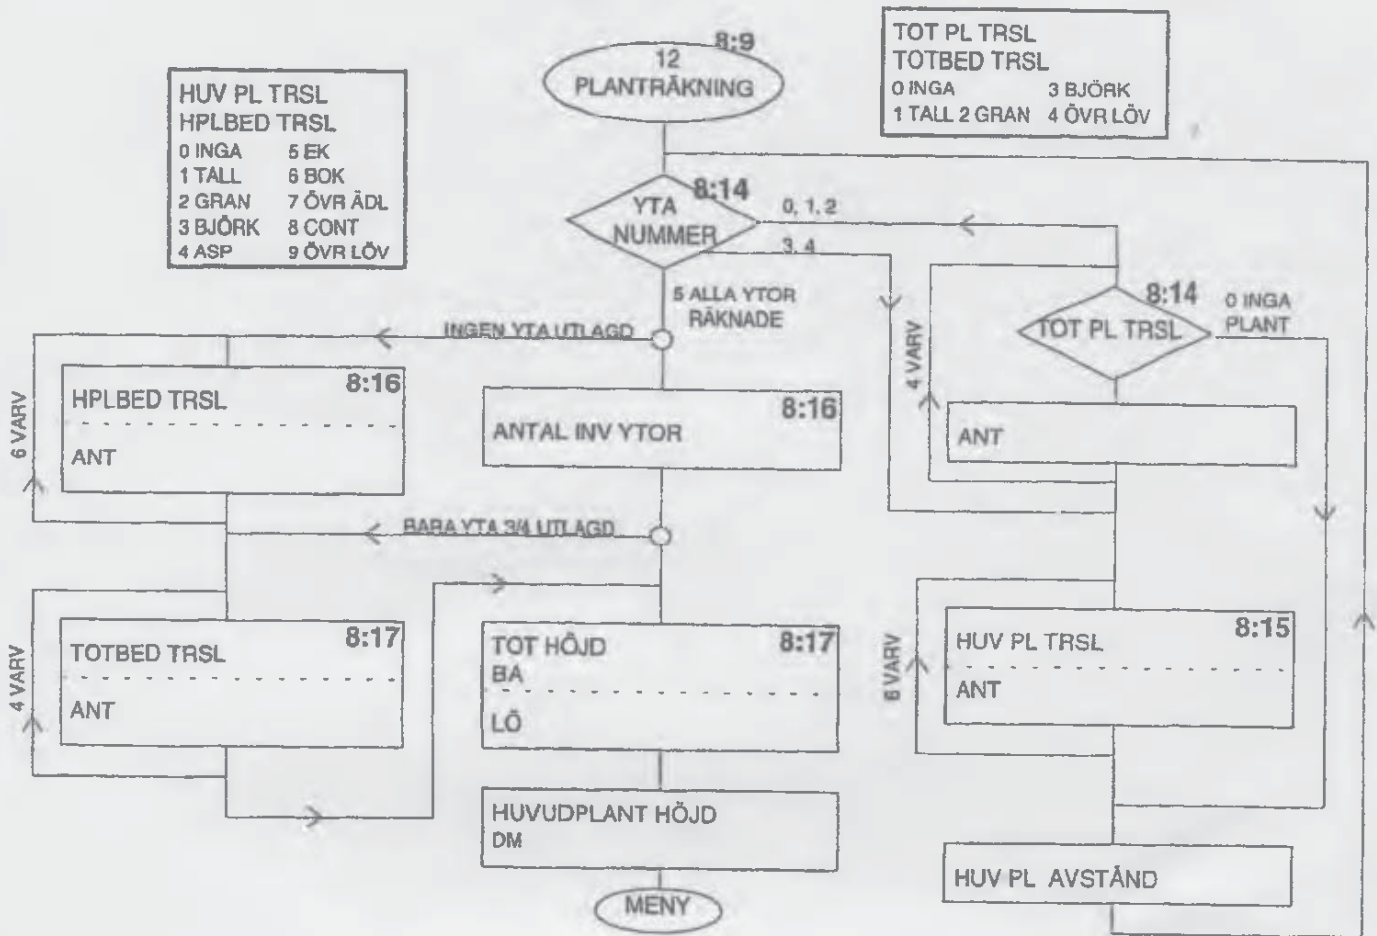 8:9
12
PLANTRÄKNING
TOT PL TRSL
TOTBED TRSL
0 INGA 3 BJÖRK
1 TALL 2 GRAN 4 ÖVR LÖV
HUV PL TRSL
HPLBED TRSL
0 INGA 5 EK
1 TALL 6 BOK
2 GRAN 7 ÖVR ÄDL
3 BJÖRK 8 CONT
4 ASP 9 ÖVR LÖV
8:14
YTA
NUMMER
0, 1, 2
3, 4
5 ALLA YTOR
RÄKNADE
INGEN YTA UTLAGD
8:14
TOT PL TRSL
0 INGA
PLANT
4 VARV
ANT
8:16
HPLBED TRSL
ANT
6 VARV
8:16
ANTAL INV YTOR
BARA YTA 3/4 UTLAGD
8:17
TOTBED TRSL
ANT
4 VARV
8:17
TOT HÖJD
BA
LÖ
8:15
HUV PL TRSL
ANT
6 VARV
HUVUDPLANT HÖJD
DM
HUV PL AVSTÅND
MENY